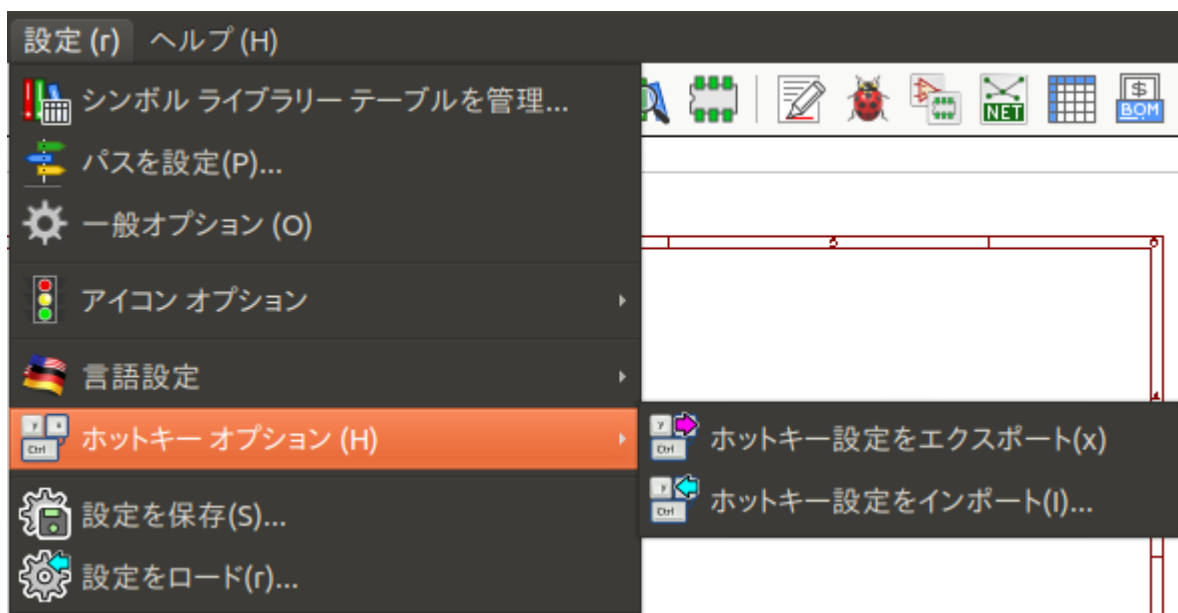 設定 (r) ヘルプ (H)
シンボル ライブラリー テーブルを管理...
パスを設定(P)...
一般オプション (O)
アイコン オプション
言語設定
ホットキー オプション (H)
ホットキー設定をエクスポート(x)
ホットキー設定をインポート(I)...
設定を保存(S)...
設定をロード(r)...
NET
$
BOM
y
Ctrl
y
Ctrl
y
Ctrl